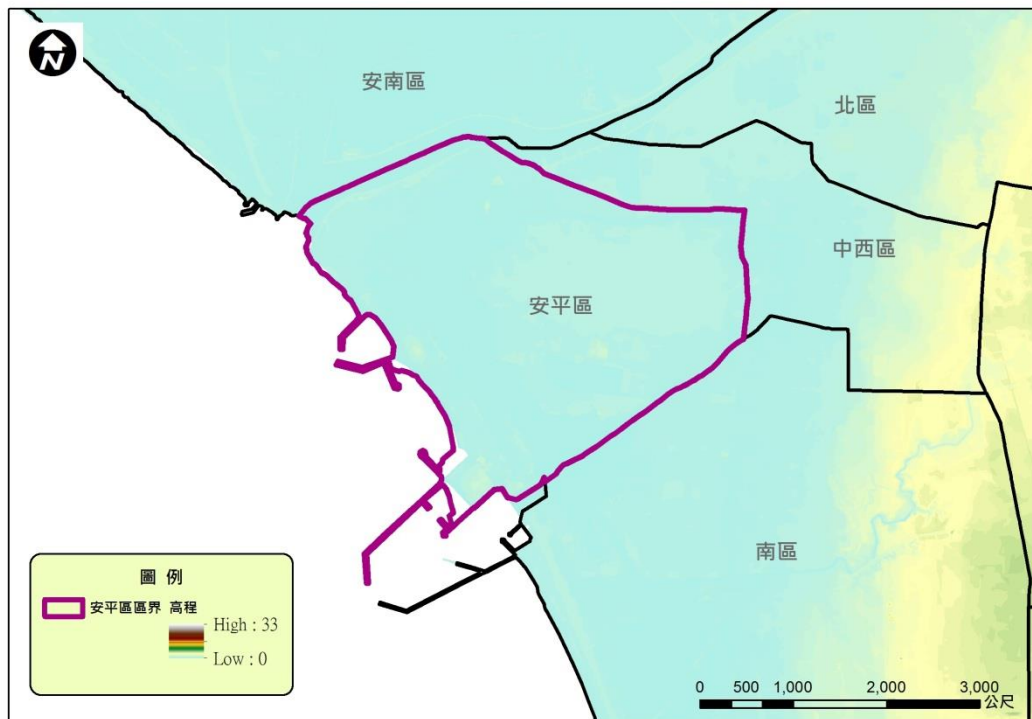 N
安南區
北區
中西區
安平區
南區
圖 例
安平區區界 高程
High : 33
Low : 0
0 500 1,000 2,000 3,000
公尺